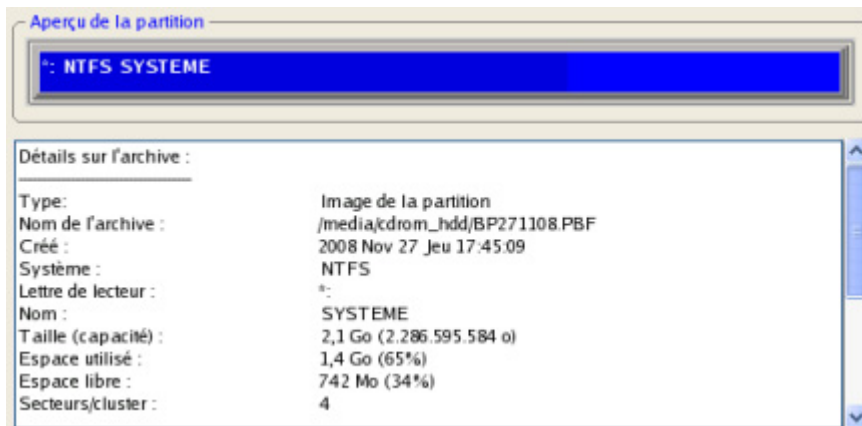 Aperçu de la partition
*: NTFS SYSTEME
Détails sur l'archive :
Type: Image de la partition
Nom de l'archive : /media/cdrom_hdd/BP271108.PBF
Créé : 2008 Nov 27 Jeu 17:45:09
Système : NTFS
Lettre de lecteur : *:
Nom : SYSTEME
Taille (capacité) : 2,1 Go (2.286.595.584 o)
Espace utilisé : 1,4 Go (65%)
Espace libre : 742 Mo (34%)
Secteurs/cluster : 4